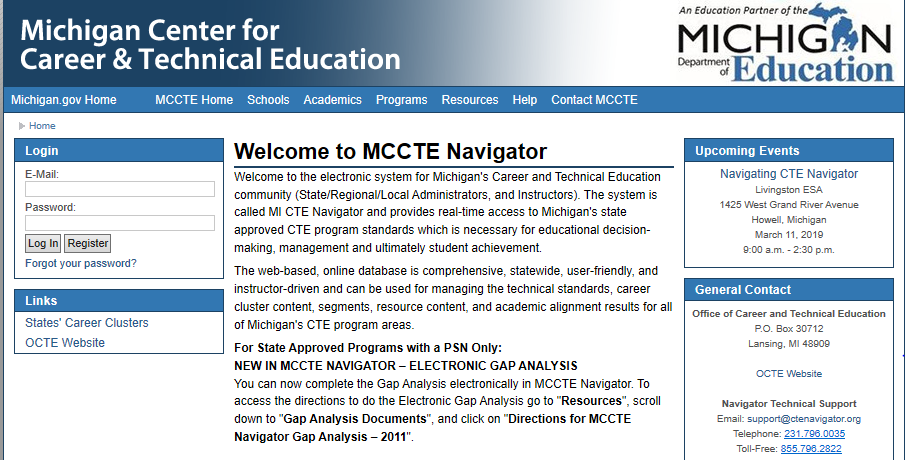 Michigan Center for
Career & Technical Education
An Education Partner of the
MICHIGAN
Department of Education
Michigan.gov Home MCCTE Home Schools Academics Programs Resources Help Contact MCCTE
Home
Login
E-Mail:
Password:
Log In Register
Forgot your password?
Links
States' Career Clusters
OCTE Website
Welcome to MCCTE Navigator
Welcome to the electronic system for Michigan's Career and Technical Education
community (State/Regional/Local Administrators, and Instructors). The system is
called MI CTE Navigator and provides real-time access to Michigan's state
approved CTE program standards which is necessary for educational decision-
making, management and ultimately student achievement.
The web-based, online database is comprehensive, statewide, user-friendly, and
instructor-driven and can be used for managing the technical standards, career
cluster content, segments, resource content, and academic alignment results for all
of Michigan's CTE program areas.
For State Approved Programs with a PSN Only:
NEW IN MCCTE NAVIGATOR – ELECTRONIC GAP ANALYSIS
You can now complete the Gap Analysis electronically in MCCTE Navigator. To
access the directions to do the Electronic Gap Analysis go to "Resources", scroll
down to "Gap Analysis Documents", and click on "Directions for MCCTE
Navigator Gap Analysis – 2011".
Upcoming Events
Navigating CTE Navigator
Livingston ESA
1425 West Grand River Avenue
Howell, Michigan
March 11, 2019
9:00 a.m. - 2:30 p.m.
General Contact
Office of Career and Technical Education
P.O. Box 30712
Lansing, MI 48909
OCTE Website
Navigator Technical Support
Email: support@ctenavigator.org
Telephone: 231.796.0035
Toll-Free: 855.796.2822